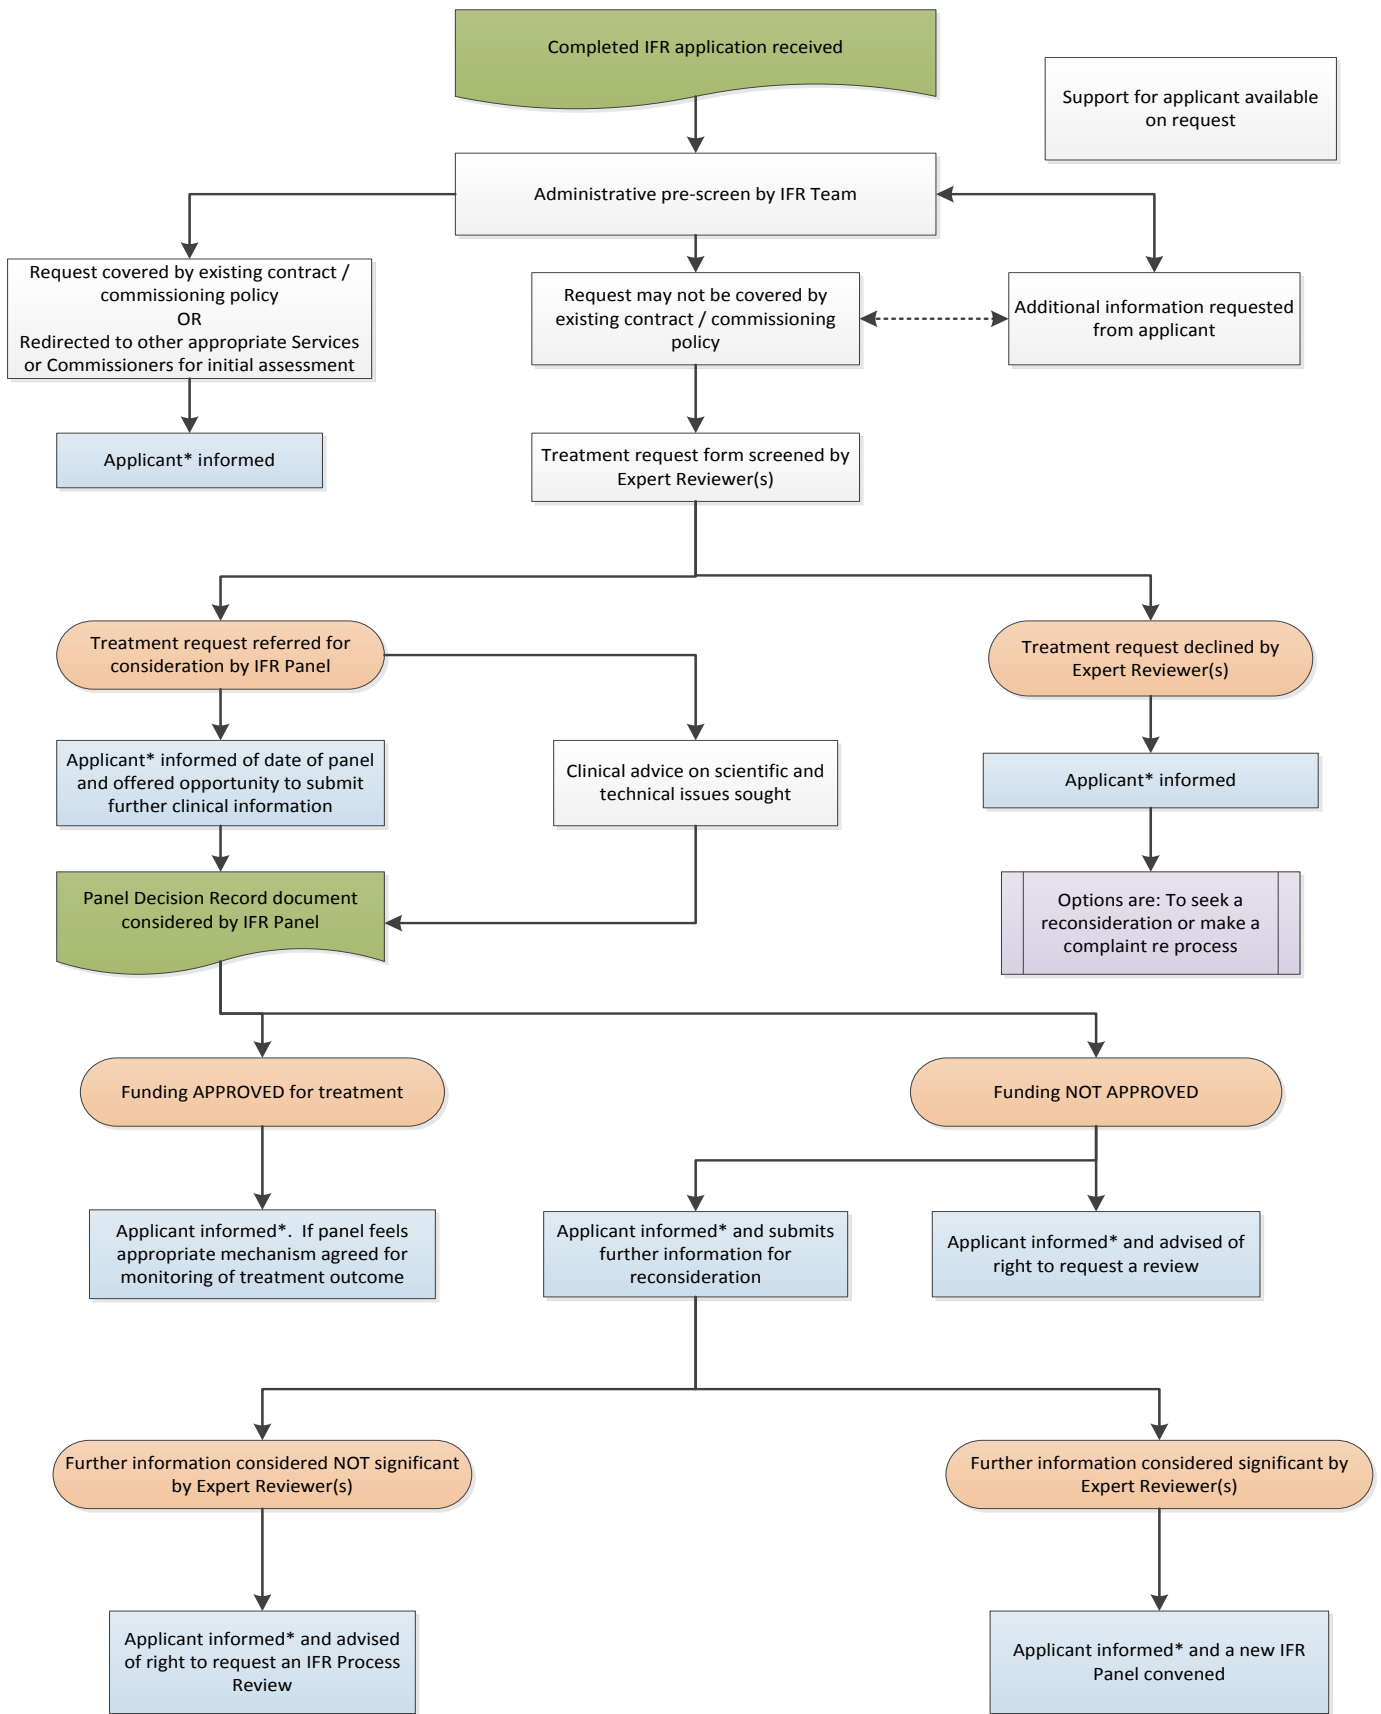 Completed IFR application received
Support for applicant available
on request
Administrative pre-screen by IFR Team
Request covered by existing contract /
commissioning policy
OR
Redirected to other appropriate Services
or Commissioners for initial assessment
Request may not be covered by
existing contract / commissioning
policy
Additional information requested
from applicant
Applicant* informed
Treatment request form screened by
Expert Reviewer(s)
Treatment request referred for
consideration by IFR Panel
Treatment request declined by
Expert Reviewer(s)
Applicant* informed of date of panel
and offered opportunity to submit
further clinical information
Clinical advice on scientific and
technical issues sought
Applicant* informed
Panel Decision Record document
considered by IFR Panel
Options are: To seek a
reconsideration or make a
complaint re process
Funding APPROVED for treatment
Funding NOT APPROVED
Applicant informed*.  If panel feels
appropriate mechanism agreed for
monitoring of treatment outcome
Applicant informed* and submits
further information for
reconsideration
Applicant informed* and advised of
right to request a review
Further information considered NOT significant
by Expert Reviewer(s)
Further information considered significant by
Expert Reviewer(s)
Applicant informed* and advised
of right to request an IFR Process
Review
Applicant informed* and a new IFR
Panel convened